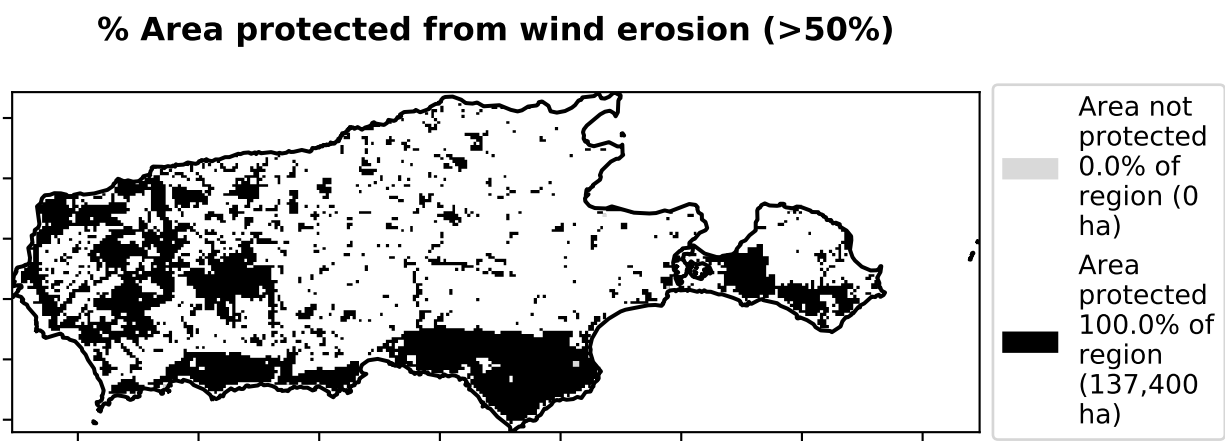 % Area protected from wind erosion (>50%)
Area not
protected
0.0% of
region (0
ha)
Area
protected
100.0% of
region
(137,400
ha)